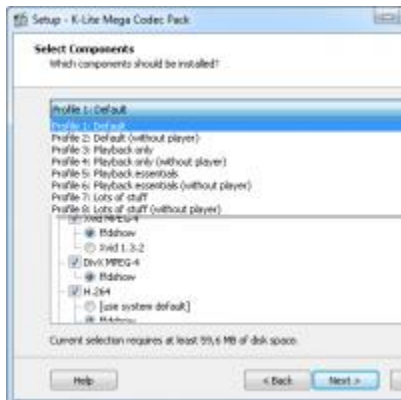 Setup - K-Lite Mega Codec Pack
Select Components
Which components should be installed?
Profile 1: Default
Profile 1: Default
Profile 2: Default (without player)
Profile 3: Playback only
Profile 4: Playback only (without player)
Profile 5: Playback essentials
Profile 6: Playback essentials (without player)
Profile 7: Lots of stuff
Profile 8: Lots of stuff (without player)
Xvid MPEG-4
ffdshow
Xvid 1.3-2
DivX MPEG-4
ffdshow
H.264
[use system default]
ffdshow
Current selection requires at least 59,6 MB of disk space.
Help
< Back
Next >